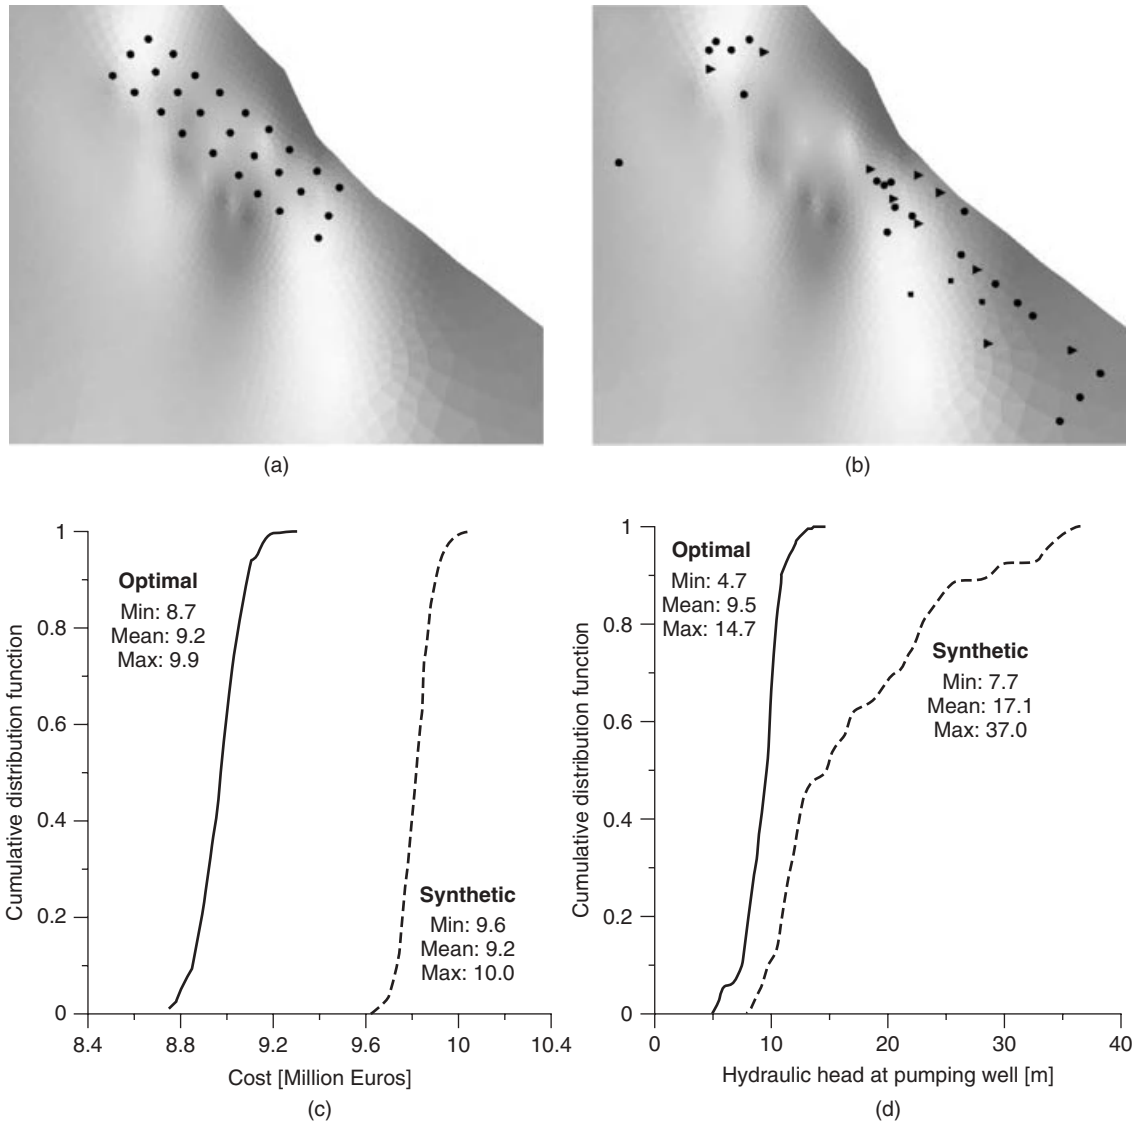 (a)
(b)
Cumulative distribution function
1
0.8
0.6
0.4
0.2
0
Optimal
Min: 8.7
Mean: 9.2
Max: 9.9
Synthetic
Min: 9.6
Mean: 9.2
Max: 10.0
8.4
8.8
9.2
9.6
10
10.4
Cost [Million Euros]
(c)
Cumulative distribution function
1
0.8
0.6
0.4
0.2
0
Optimal
Min: 4.7
Mean: 9.5
Max: 14.7
Synthetic
Min: 7.7
Mean: 17.1
Max: 37.0
0
10
20
30
40
Hydraulic head at pumping well [m]
(d)